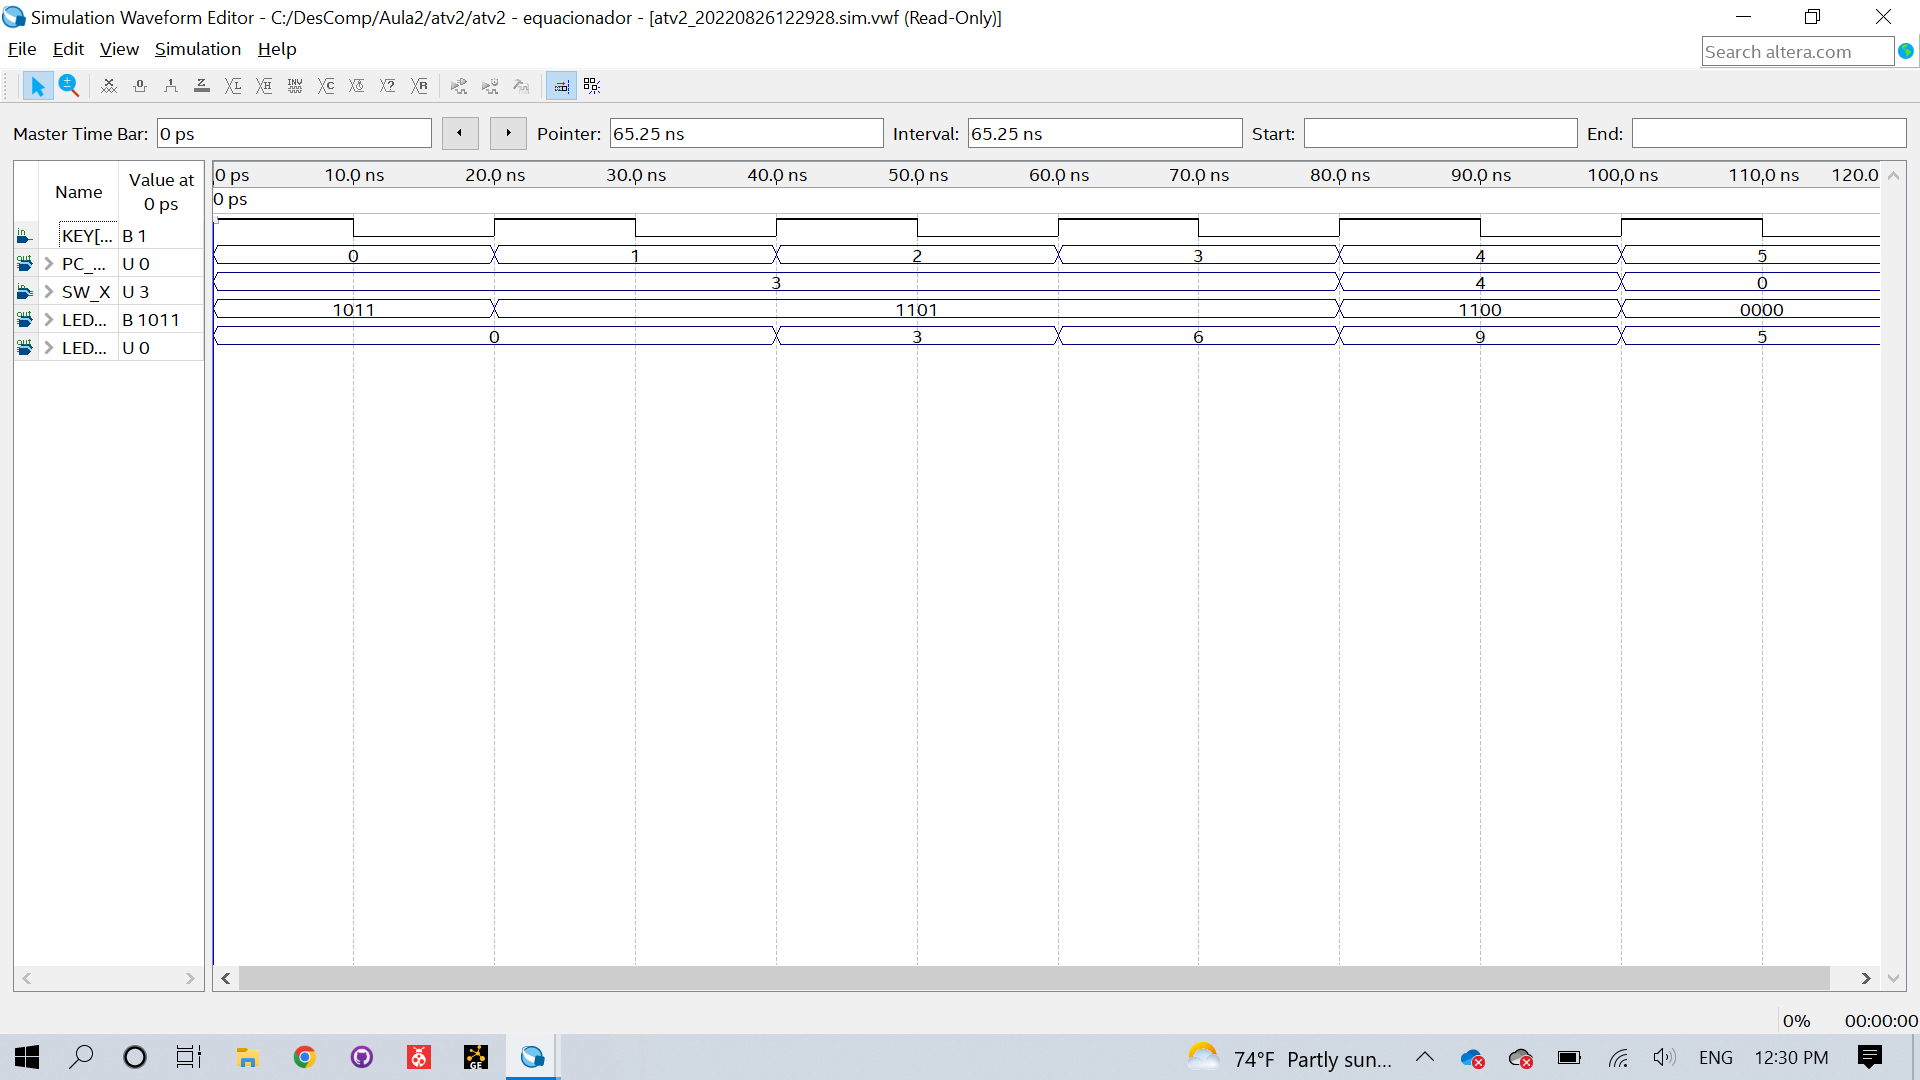 Simulation Waveform Editor - C:/DesComp/Aula2/atv2/atv2 - equacionador - [atv2_20220826122928.sim.vwf (Read-Only)]
File Edit View Simulation Help
Search altera.com
Master Time Bar: 0 ps Pointer: 65.25 ns Interval: 65.25 ns Start: End:
Name Value at 0 ps
0 ps 10.0 ns 20.0 ns 30.0 ns 40.0 ns 50.0 ns 60.0 ns 70.0 ns 80.0 ns 90.0 ns 100.0 ns 110.0 ns 120.0
0 ps
KEY[... B 1
PC_... U 0 0 1 2 3 4 5
SW_X U 3 3 4 0
LED... B 1011 1011 1101 1100 0000
LED... U 0 0 3 6 9 5
0% 00:00:00
GE 74°F Partly sun... ENG 12:30 PM